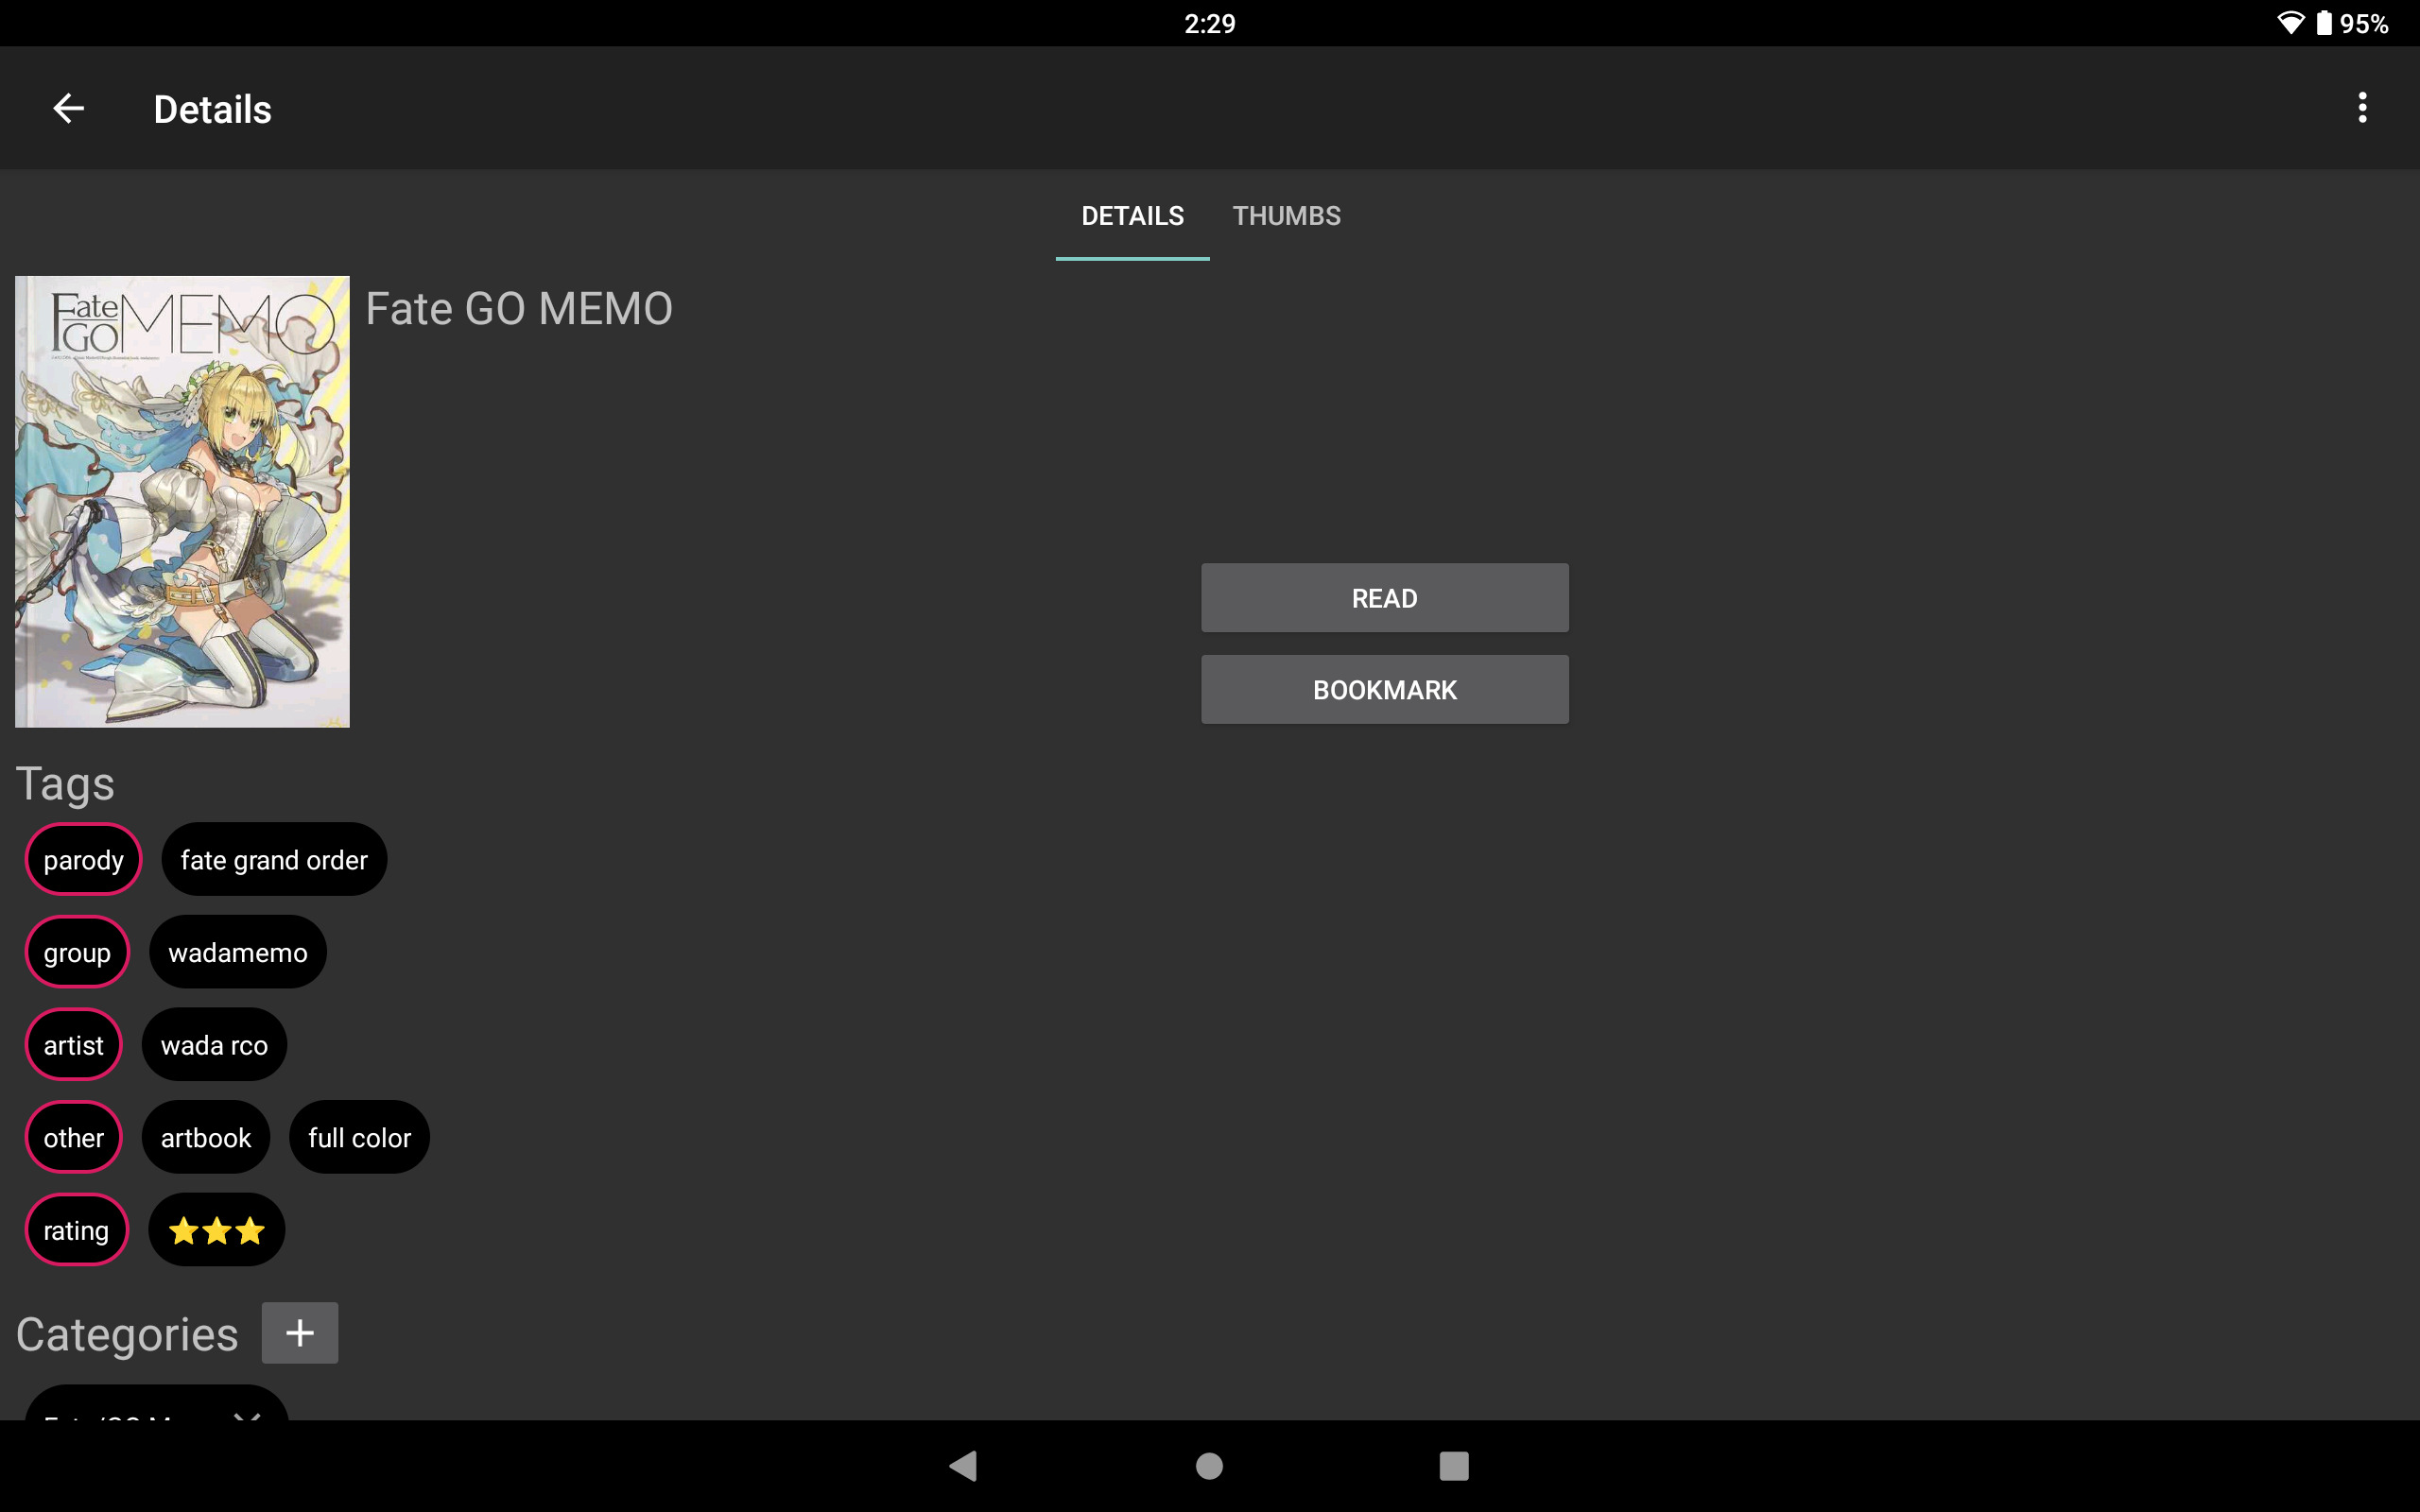 2:29
95%
Details
DETAILS THUMBS
Fate GO MEMO
Fate GO MEMO
READ
BOOKMARK
Tags
parody fate grand order
group wadamemo
artist wada rco
other artbook full color
rating ⭐⭐⭐
Categories +